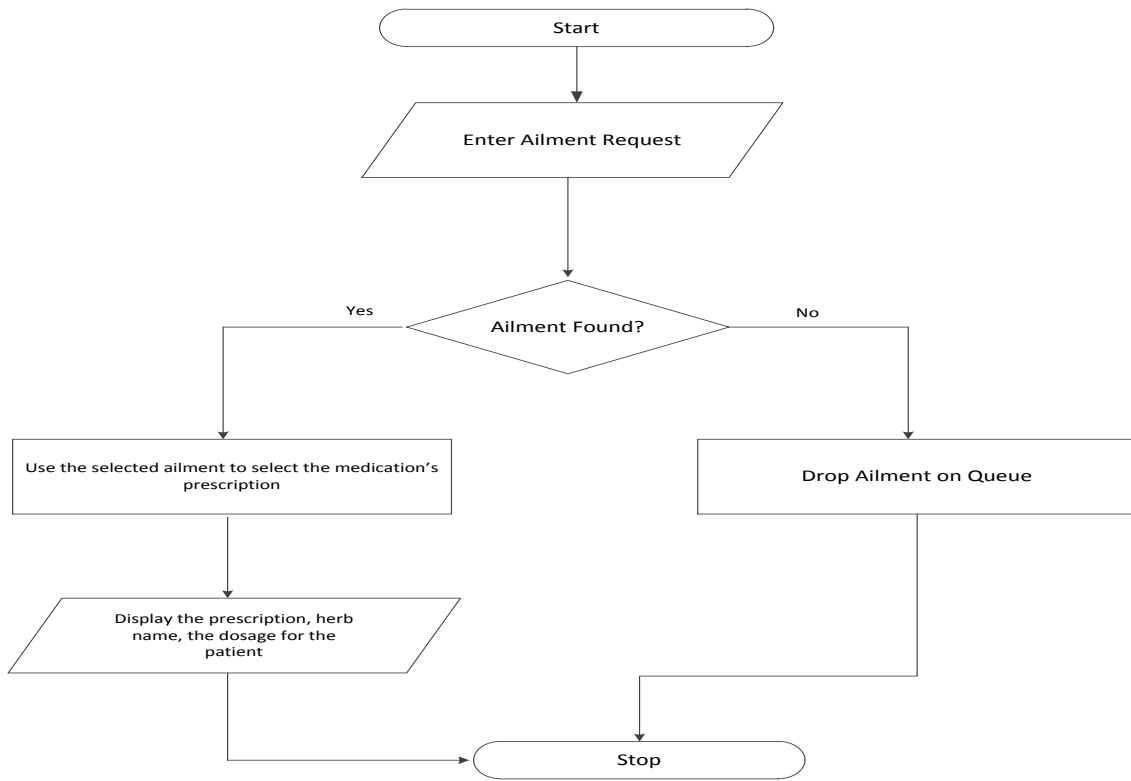 Start
Enter Ailment Request
Ailment Found?
Yes
No
Use the selected ailment to select the medication’s
prescription
Drop Ailment on Queue
Display the prescription, herb
name, the dosage for the
patient
Stop